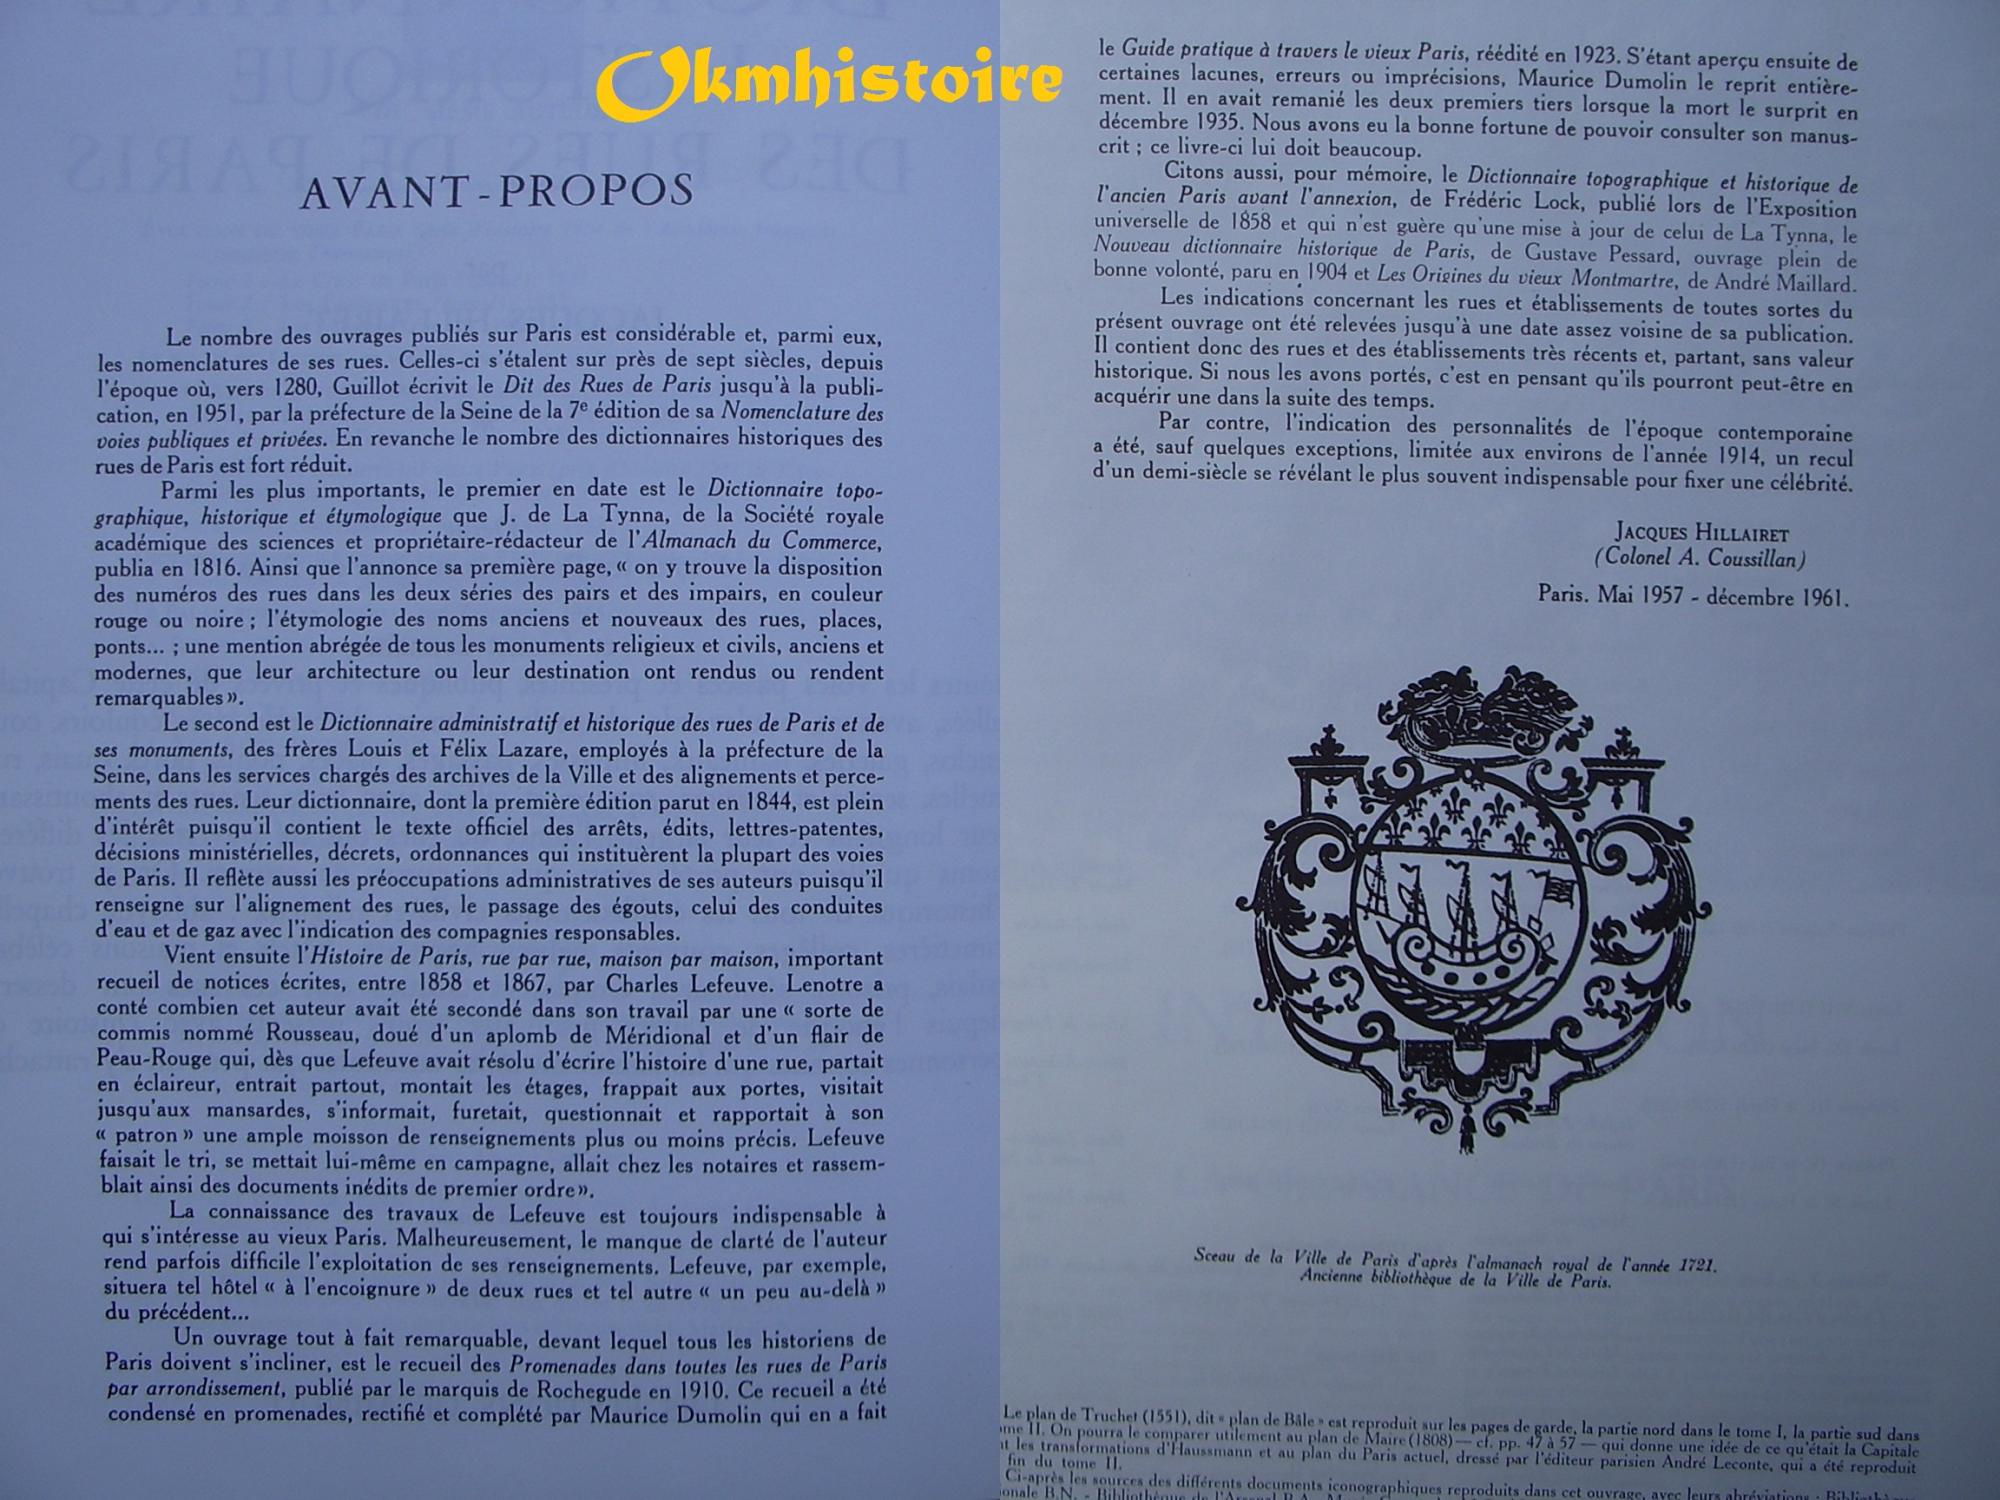 Okmhistoire
AVANT-PROPOS
Le nombre des ouvrages publiés sur Paris est considérable et, parmi eux,
les nomenclatures de ses rues. Celles-ci s'étalent sur près de sept siècles, depuis
l'époque où, vers 1280, Guillot écrivit le Dit des Rues de Paris jusqu'à la publi-
cation, en 1951, par la préfecture de la Seine de la 7e édition de sa Nomenclature des
voies publiques et privées. En revanche le nombre des dictionnaires historiques des
rues de Paris est fort réduit.
Parmi les plus importants, le premier en date est le Dictionnaire topo-
graphique, historique et étymologique que J. de La Tynna, de la Société royale
académique des sciences et propriétaire-rédacteur de l'Almanach du Commerce,
publia en 1816. Ainsi que l'annonce sa première page, « on y trouve la disposition
des numéros des rues dans les deux séries des pairs et des impairs, en couleur
rouge ou noire ; l'étymologie des noms anciens et nouveaux des rues, places,
ponts... ; une mention abrégée de tous les monuments religieux et civils, anciens et
modernes, que leur architecture ou leur destination ont rendus ou rendent
remarquables ».
Le second est le Dictionnaire administratif et historique des rues de Paris et de
ses monuments, des frères Louis et Félix Lazare, employés à la préfecture de la
Seine, dans les services chargés des archives de la Ville et des alignements et perce-
ments des rues. Leur dictionnaire, dont la première édition parut en 1844, est plein
d'intérêt puisqu'il contient le texte officiel des arrêts, édits, lettres-patentes,
décisions ministérielles, décrets, ordonnances qui instituèrent la plupart des voies
de Paris. Il reflète aussi les préoccupations administratives de ses auteurs puisqu'il
renseigne sur l'alignement des rues, le passage des égouts, celui des conduites
d'eau et de gaz avec l'indication des compagnies responsables.
Vient ensuite l'Histoire de Paris, rue par rue, maison par maison, important
recueil de notices écrites, entre 1858 et 1867, par Charles Lefeuve. Lenotre a
conté combien cet auteur avait été secondé dans son travail par une « sorte de
commis nommé Rousseau, doué d'un aplomb de Méridional et d'un flair de
Peau-Rouge qui, dès que Lefeuve avait résolu d'écrire l'histoire d'une rue, partait
en éclaireur, entrait partout, montait les étages, frappait aux portes, visitait
jusqu'aux mansardes, s'informait, furetait, questionnait et rapportait à son
« patron » une ample moisson de renseignements plus ou moins précis. Lefeuve
faisait le tri, se mettait lui-même en campagne, allait chez les notaires et rassem-
blait ainsi des documents inédits de premier ordre ».
La connaissance des travaux de Lefeuve est toujours indispensable à
qui s'intéresse au vieux Paris. Malheureusement, le manque de clarté de l'auteur
rend parfois difficile l'exploitation de ses renseignements. Lefeuve, par exemple,
situera tel hôtel « à l'encoignure » de deux rues et tel autre « un peu au-delà »
du précédent...
Un ouvrage tout à fait remarquable, devant lequel tous les historiens de
Paris doivent s'incliner, est le recueil des Promenades dans toutes les rues de Paris
par arrondissement, publié par le marquis de Rochegude en 1910. Ce recueil a été
condensé en promenades, rectifié et complété par Maurice Dumolin qui en a fait
le Guide pratique à travers le vieux Paris, réédité en 1923. S'étant aperçu ensuite de
certaines lacunes, erreurs ou imprécisions, Maurice Dumolin le reprit entière-
ment. Il en avait remanié les deux premiers tiers lorsque la mort le surprit en
décembre 1935. Nous avons eu la bonne fortune de pouvoir consulter son manus-
crit ; ce livre-ci lui doit beaucoup.
Citons aussi, pour mémoire, le Dictionnaire topographique et historique de
l'ancien Paris avant l'annexion, de Frédéric Lock, publié lors de l'Exposition
universelle de 1858 et qui n'est guère qu'une mise à jour de celui de La Tynna, le
Nouveau dictionnaire historique de Paris, de Gustave Pessard, ouvrage plein de
bonne volonté, paru en 1904 et Les Origines du vieux Montmartre, de André Maillard.
Les indications concernant les rues et établissements de toutes sortes du
présent ouvrage ont été relevées jusqu'à une date assez voisine de sa publication.
Il contient donc des rues et des établissements très récents et, partant, sans valeur
historique. Si nous les avons portés, c'est en pensant qu'ils pourront peut-être en
acquérir une dans la suite des temps.
Par contre, l'indication des personnalités de l'époque contemporaine
a été, sauf quelques exceptions, limitée aux environs de l'année 1914, un recul
d'un demi-siècle se révélant le plus souvent indispensable pour fixer une célébrité.
JACQUES HILLAIRET
(Colonel A. Coussillan)
Paris. Mai 1957 - décembre 1961.
Sceau de la Ville de Paris d'après l'almanach royal de l'année 1721.
Ancienne bibliothèque de la Ville de Paris.
Le plan de Truchet (1551), dit « plan de Bâle » est reproduit sur les pages de garde, la partie nord dans le tome I, la partie sud dans
me II. On pourra le comparer utilement au plan de Maire (1808) — cf. pp. 47 à 57 — qui donne une idée de ce qu'était la Capitale
les transformations d'Haussmann et au plan du Paris actuel, dressé par l'éditeur parisien André Leconte, qui a été reproduit
fin du tome II.
Ci-après les sources des différents documents iconographiques reproduits dans cet ouvrage, avec leurs abréviations :
onale B.N. - Bibliothèque de l'Arsenal B.A.